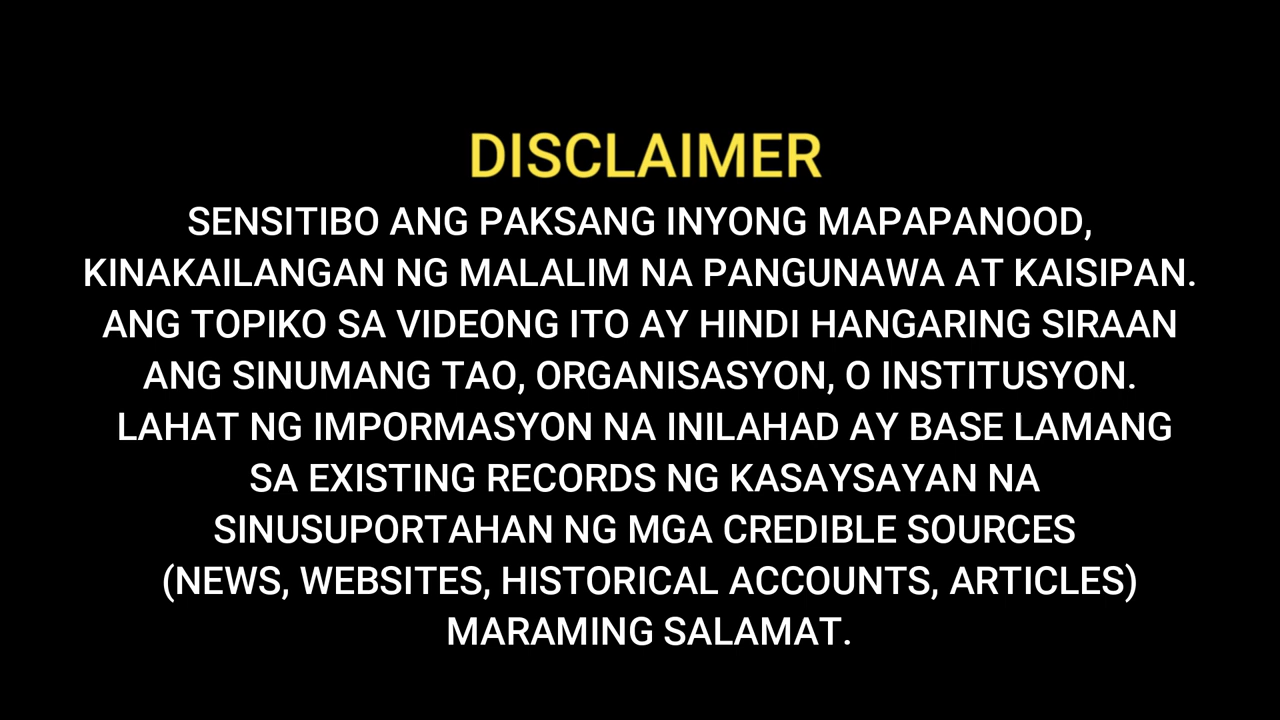 DISCLAIMER
SENSITIBO ANG PAKSANG INYONG MAPAPANOOD,
KINAKAILANGAN NG MALALIM NA PANGUNAWA AT KAISIPAN.
ANG TOPIKO SA VIDEONG ITO AY HINDI HANGARING SIRAAN
ANG SINUMANG TAO, ORGANISASYON, O INSTITUSYON.
LAHAT NG IMPORMASYON NA INILAHAD AY BASE LAMANG
SA EXISTING RECORDS NG KASAYSAYAN NA
SINUSUPORTAHAN NG MGA CREDIBLE SOURCES
(NEWS, WEBSITES, HISTORICAL ACCOUNTS, ARTICLES)
MARAMING SALAMAT.